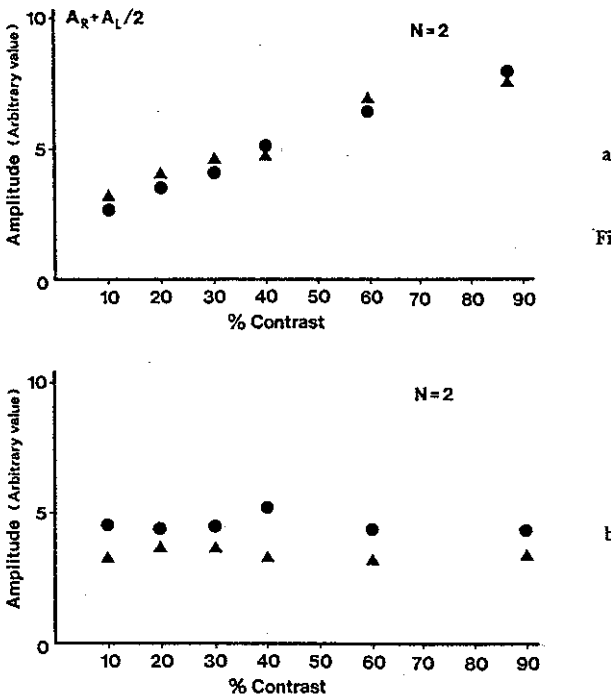 10
A_R+A_L/2
N=2
Amplitude (Arbitrary value)
5
0
10 20 30 40 50 60 70 80 90
% Contrast
a
Fi
10
N=2
Amplitude (Arbitrary value)
5
0
10 20 30 40 50 60 70 80 90
% Contrast
b